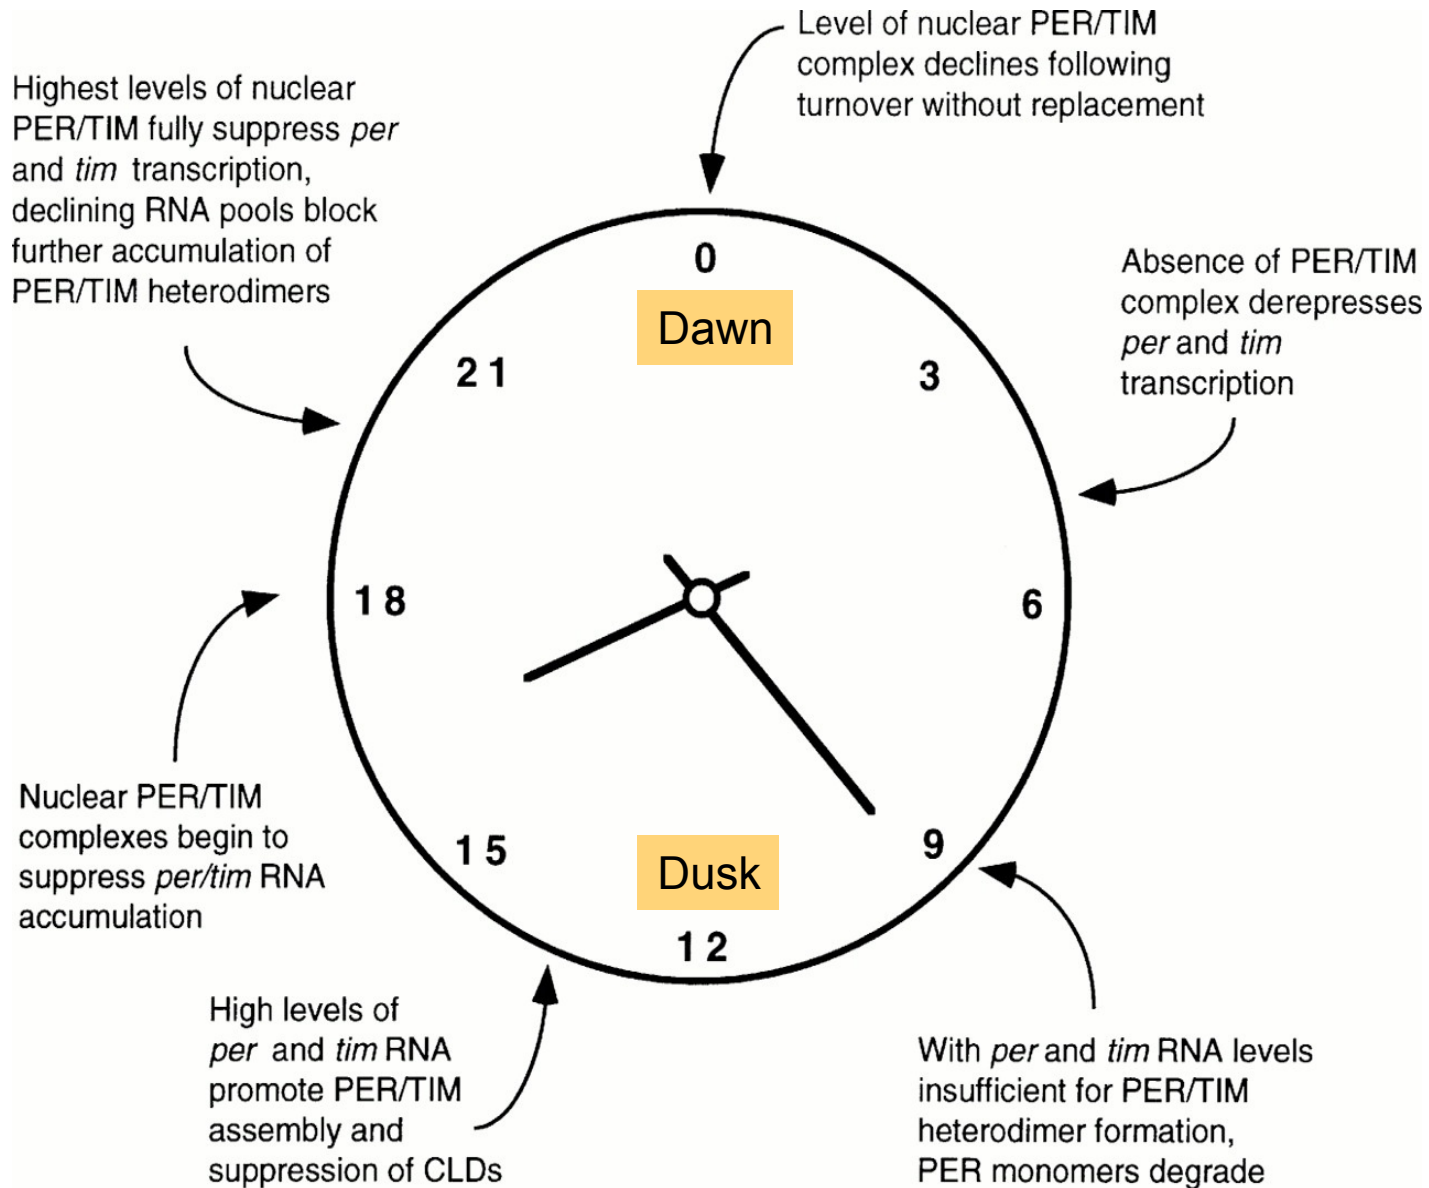 Level of nuclear PER/TIM
complex declines following
turnover without replacement
Highest levels of nuclear
PER/TIM fully suppress per
and tim transcription,
declining RNA pools block
further accumulation of
PER/TIM heterodimers
Absence of PER/TIM
complex derepresses
per and tim
transcription
0
Dawn
21
3
18
6
15
9
Dusk
12
Nuclear PER/TIM
complexes begin to
suppress per/tim RNA
accumulation
High levels of
per and tim RNA
promote PER/TIM
assembly and
suppression of CLDs
With per and tim RNA levels
insufficient for PER/TIM
heterodimer formation,
PER monomers degrade